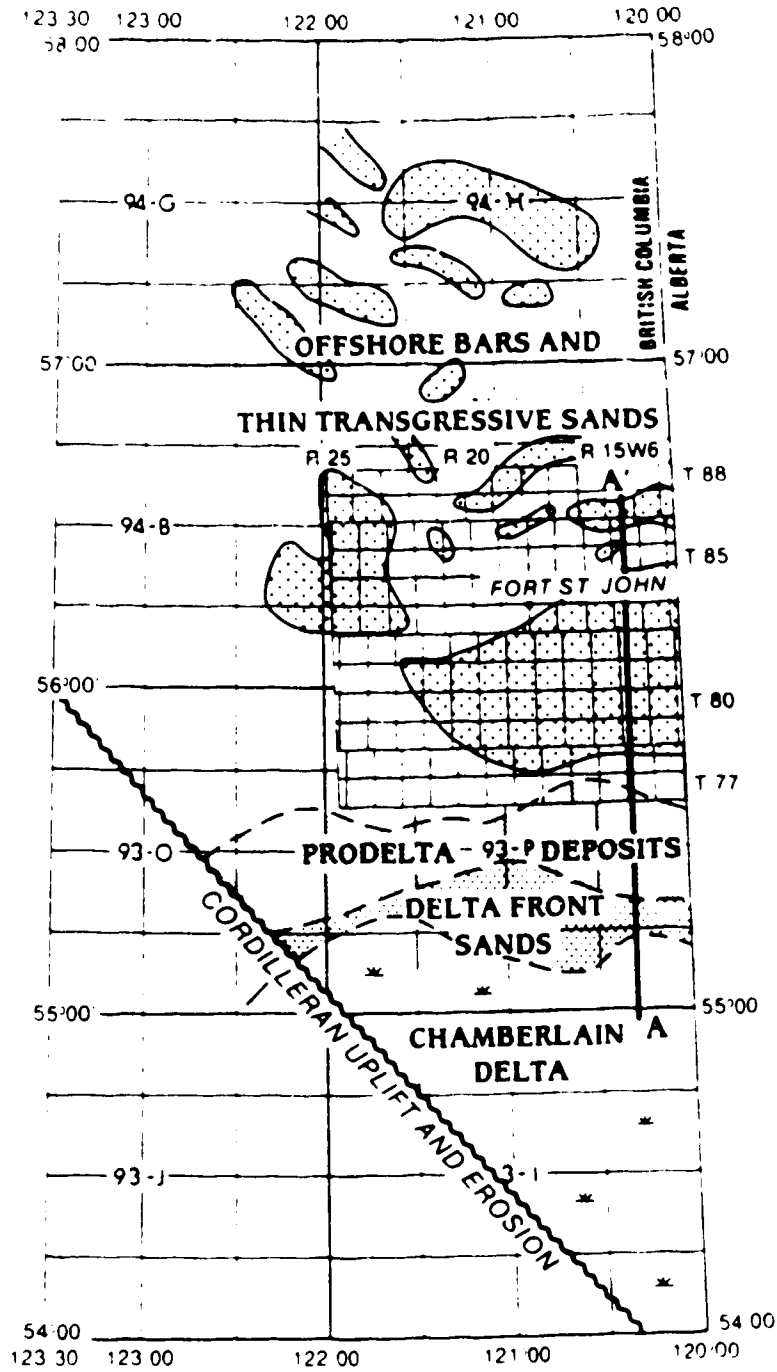 123 30 123 00 122 00 121 00 120 00
58 00 58 00
94-G 94-H
BRITISH COLUMBIA
ALBERTA
OFFSHORE BARS AND
57 00 57 00
THIN TRANSGRESSIVE SANDS
R 25 R 20 R 15W6
A' T 88
94-B
T 85
FORT ST JOHN
56 00
T 80
T 77
93-O PRODELTA - 93-P DEPOSITS
DELTA FRONT
SANDS
CORDILLERAN UPLIFT AND EROSION
55 00 55 00
CHAMBERLAIN A
DELTA
93-J 3-I
54 00 54 00
123 30 123 00 122 00 121 00 120 00